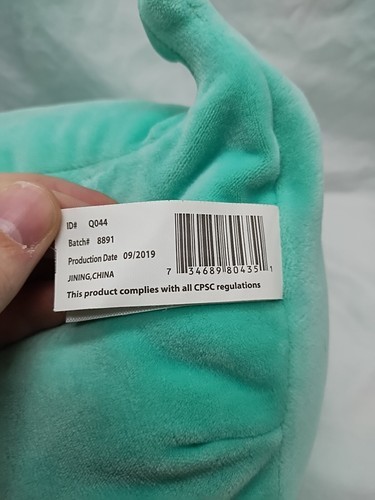 ID# Q044
Batch# 8891
Production Date 09/2019
JINING,CHINA
7 34689 80435 1
This product complies with all CPSC regulations